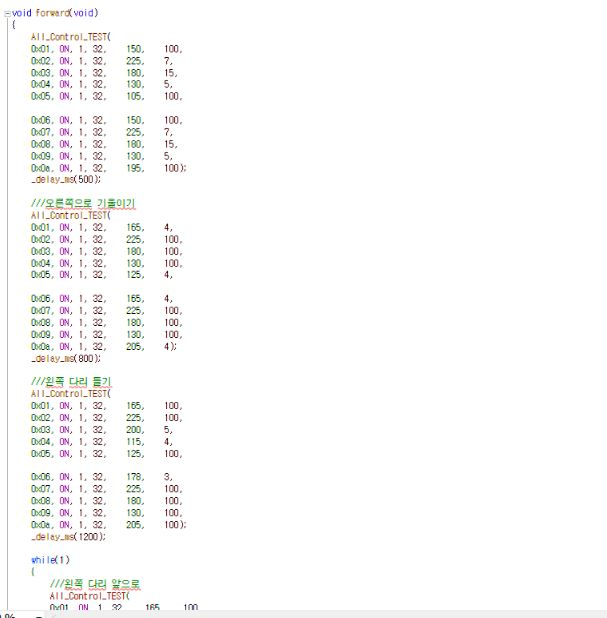 void forward(void)
{
All_Control_TEST(
0x01, ON, 1, 32, 150, 100,
0x02, ON, 1, 32, 225, 7,
0x03, ON, 1, 32, 180, 15,
0x04, ON, 1, 32, 130, 5,
0x05, ON, 1, 32, 105, 100,
0x06, ON, 1, 32, 150, 100,
0x07, ON, 1, 32, 225, 7,
0x08, ON, 1, 32, 180, 15,
0x09, ON, 1, 32, 130, 5,
0x0a, ON, 1, 32, 195, 100);
_delay_ms(500);
///오른쪽으로 기울이기
All_Control_TEST(
0x01, ON, 1, 32, 165, 4,
0x02, ON, 1, 32, 225, 100,
0x03, ON, 1, 32, 180, 100,
0x04, ON, 1, 32, 130, 100,
0x05, ON, 1, 32, 125, 4,
0x06, ON, 1, 32, 165, 4,
0x07, ON, 1, 32, 225, 100,
0x08, ON, 1, 32, 180, 100,
0x09, ON, 1, 32, 130, 100,
0x0a, ON, 1, 32, 205, 4);
_delay_ms(800);
///왼쪽 다리 들기
All_Control_TEST(
0x01, ON, 1, 32, 165, 100,
0x02, ON, 1, 32, 225, 100,
0x03, ON, 1, 32, 200, 5,
0x04, ON, 1, 32, 115, 4,
0x05, ON, 1, 32, 125, 100,
0x06, ON, 1, 32, 178, 3,
0x07, ON, 1, 32, 225, 100,
0x08, ON, 1, 32, 180, 100,
0x09, ON, 1, 32, 130, 100,
0x0a, ON, 1, 32, 205, 100);
_delay_ms(1200);
while(1)
{
///왼쪽 다리 앞으로
All_Control_TEST(
0x01, ON, 1, 32, 165, 100,